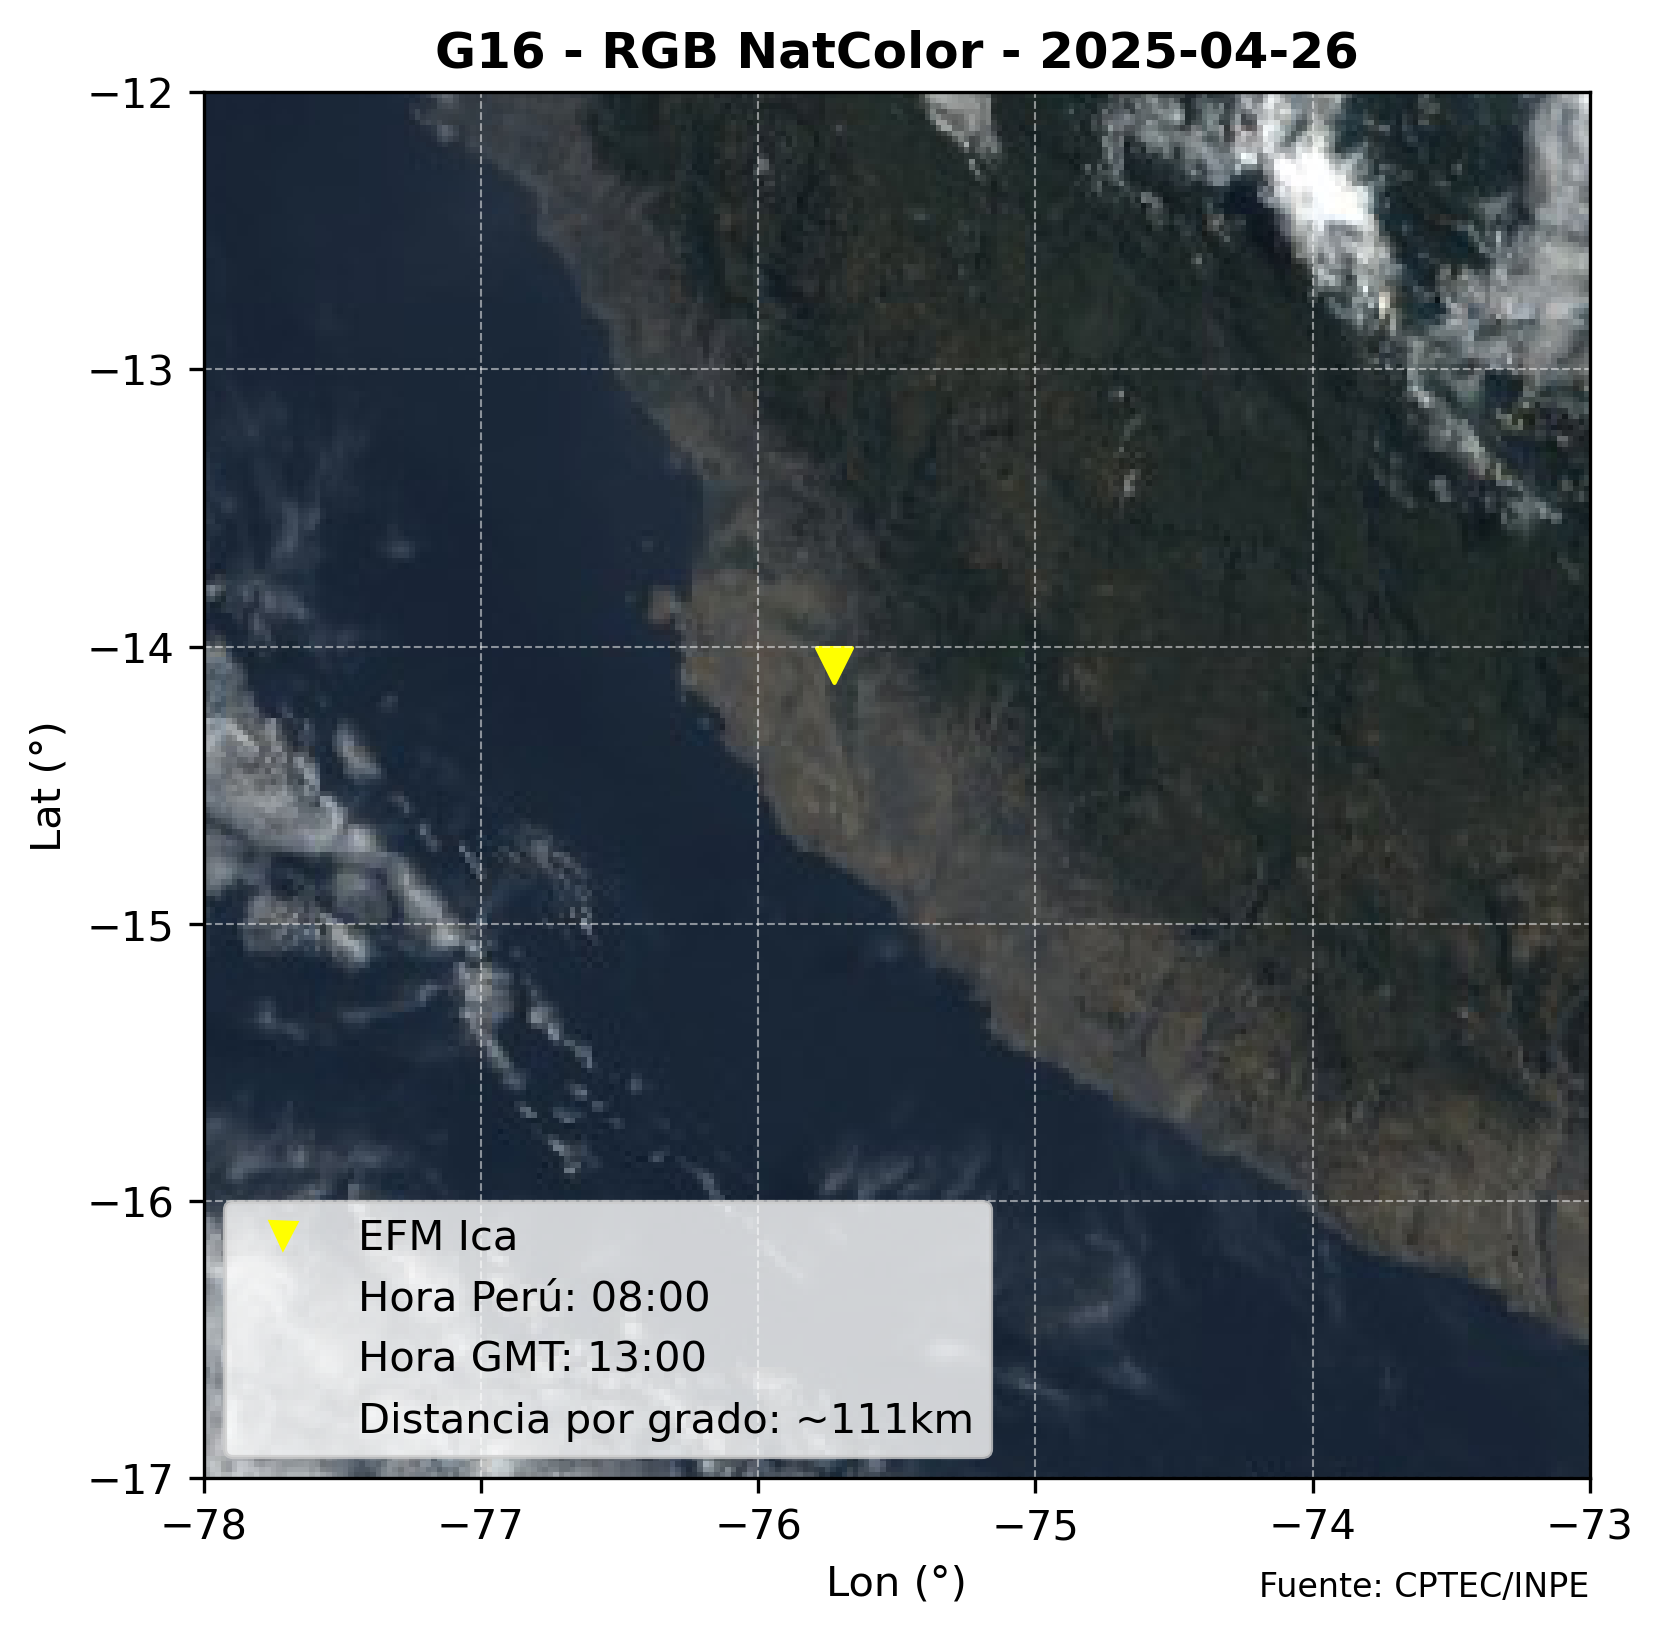 G16 - RGB NatColor - 2025-04-26
−12
−13
−14
−15
−16
−17
Lat (°)
EFM Ica
Hora Perú: 08:00
Hora GMT: 13:00
Distancia por grado: ~111km
−78
−77
−76
−75
−74
−73
Lon (°)
Fuente: CPTEC/INPE